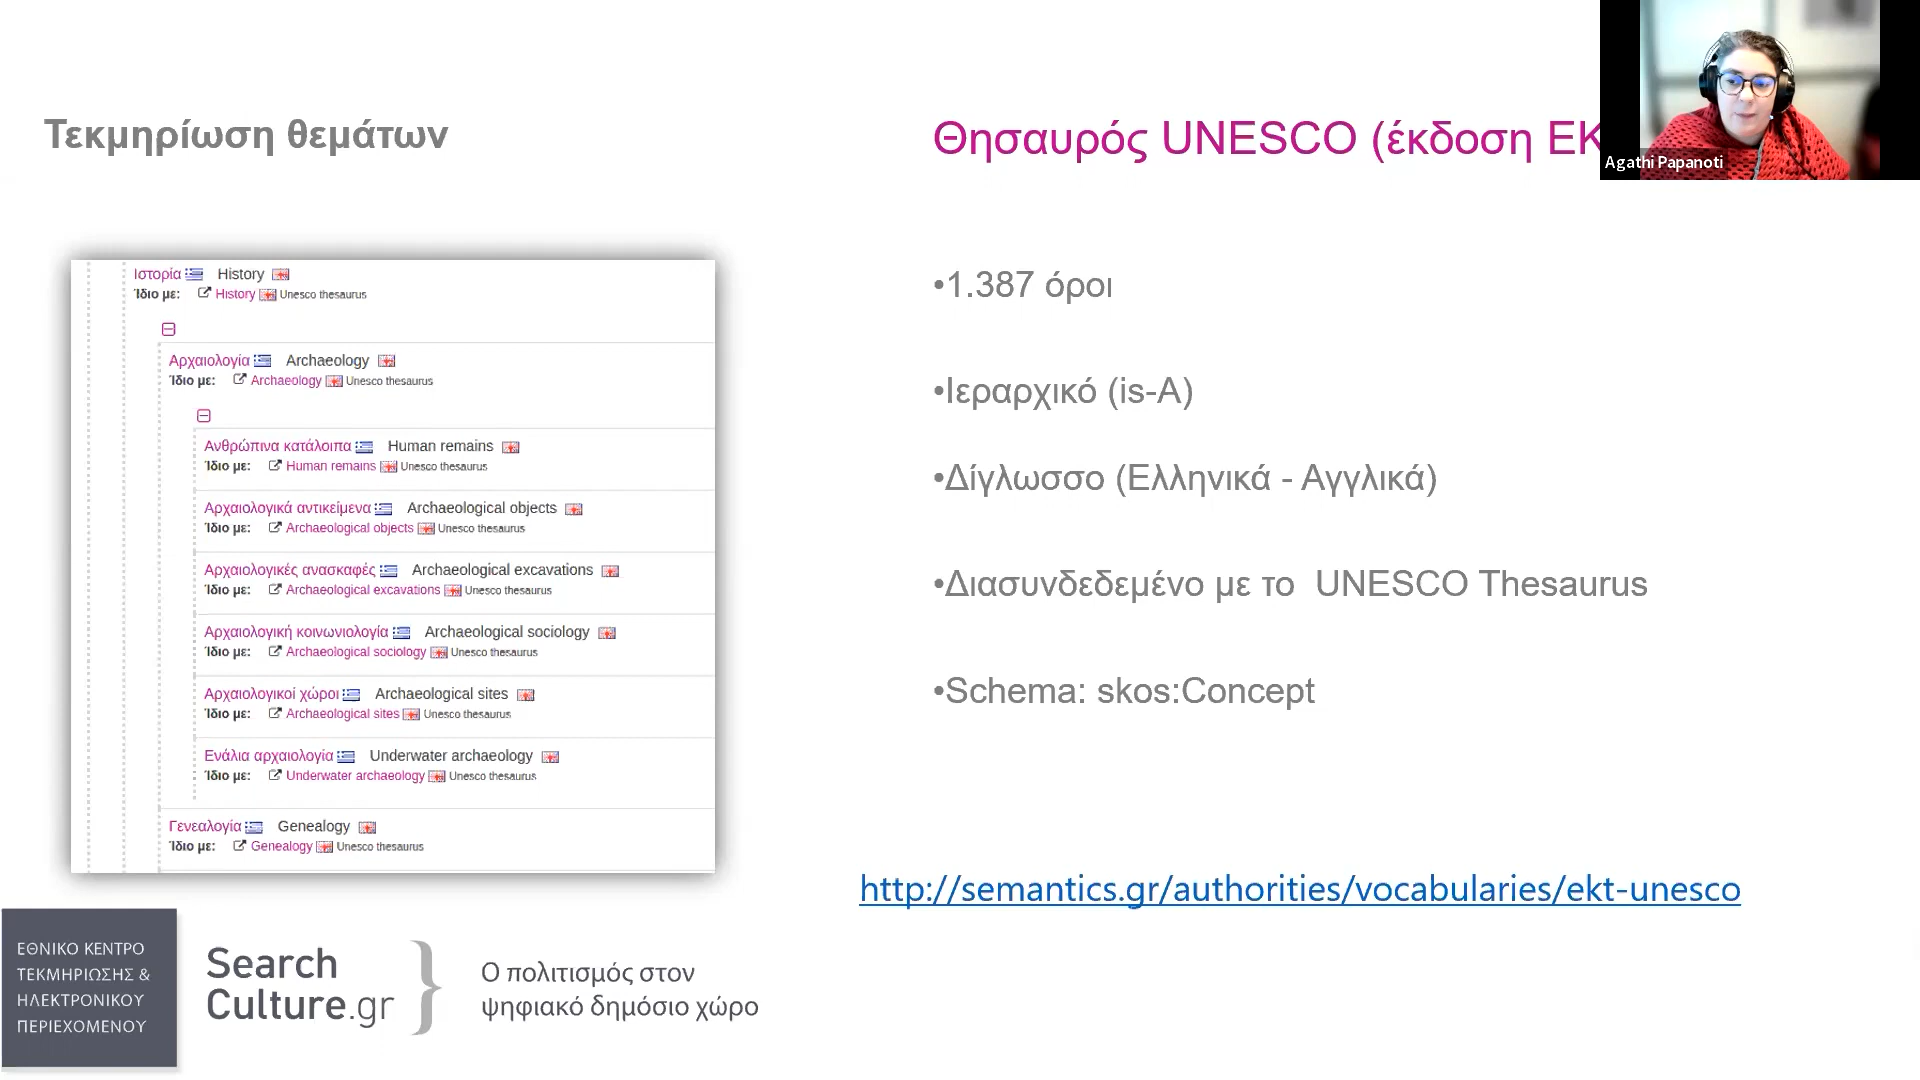 Τεκμηρίωση θεμάτων
Θησαυρός UNESCO (έκδοση ΕΚ
Agathi Papanoti
Ιστορία History
Ίδιο με: History Unesco thesaurus
Αρχαιολογία Archaeology
Ίδιο με: Archaeology Unesco thesaurus
Ανθρώπινα κατάλοιπα Human remains
Ίδιο με: Human remains Unesco thesaurus
Αρχαιολογικά αντικείμενα Archaeological objects
Ίδιο με: Archaeological objects Unesco thesaurus
Αρχαιολογικές ανασκαφές Archaeological excavations
Ίδιο με: Archaeological excavations Unesco thesaurus
Αρχαιολογική κοινωνιολογία Archaeological sociology
Ίδιο με: Archaeological sociology Unesco thesaurus
Αρχαιολογικοί χώροι Archaeological sites
Ίδιο με: Archaeological sites Unesco thesaurus
Ενάλια αρχαιολογία Underwater archaeology
Ίδιο με: Underwater archaeology Unesco thesaurus
Γενεαλογία Genealogy
Ίδιο με: Genealogy Unesco thesaurus
•1.387 όροι
•Ιεραρχικό (is-A)
•Δίγλωσσο (Ελληνικά - Αγγλικά)
•Διασυνδεδεμένο με το UNESCO Thesaurus
•Schema: skos:Concept
http://semantics.gr/authorities/vocabularies/ekt-unesco
ΕΘΝΙΚΟ ΚΕΝΤΡΟ
ΤΕΚΜΗΡΙΩΣΗΣ &
ΗΛΕΚΤΡΟΝΙΚΟΥ
ΠΕΡΙΕΧΟΜΕΝΟΥ
Search
Culture.gr
Ο πολιτισμός στον
ψηφιακό δημόσιο χώρο